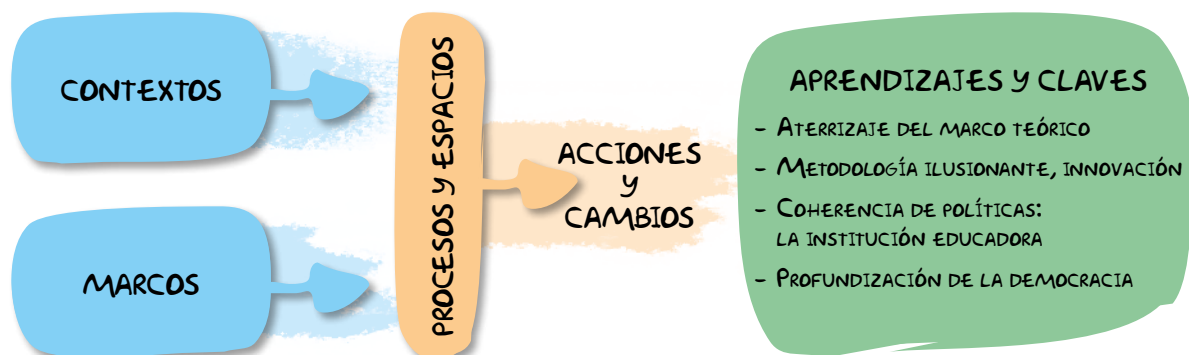 CONTEXTOS
MARCOS
PROCESOS Y ESPACIOS
ACCIONES
Y
CAMBIOS
APRENDIZAJES Y CLAVES
- ATERRIZAJE DEL MARCO TEÓRICO
- METODOLOGÍA ILUSIONANTE, INNOVACIÓN
- COHERENCIA DE POLÍTICAS:
LA INSTITUCIÓN EDUCADORA
- PROFUNDIZACIÓN DE LA DEMOCRACIA